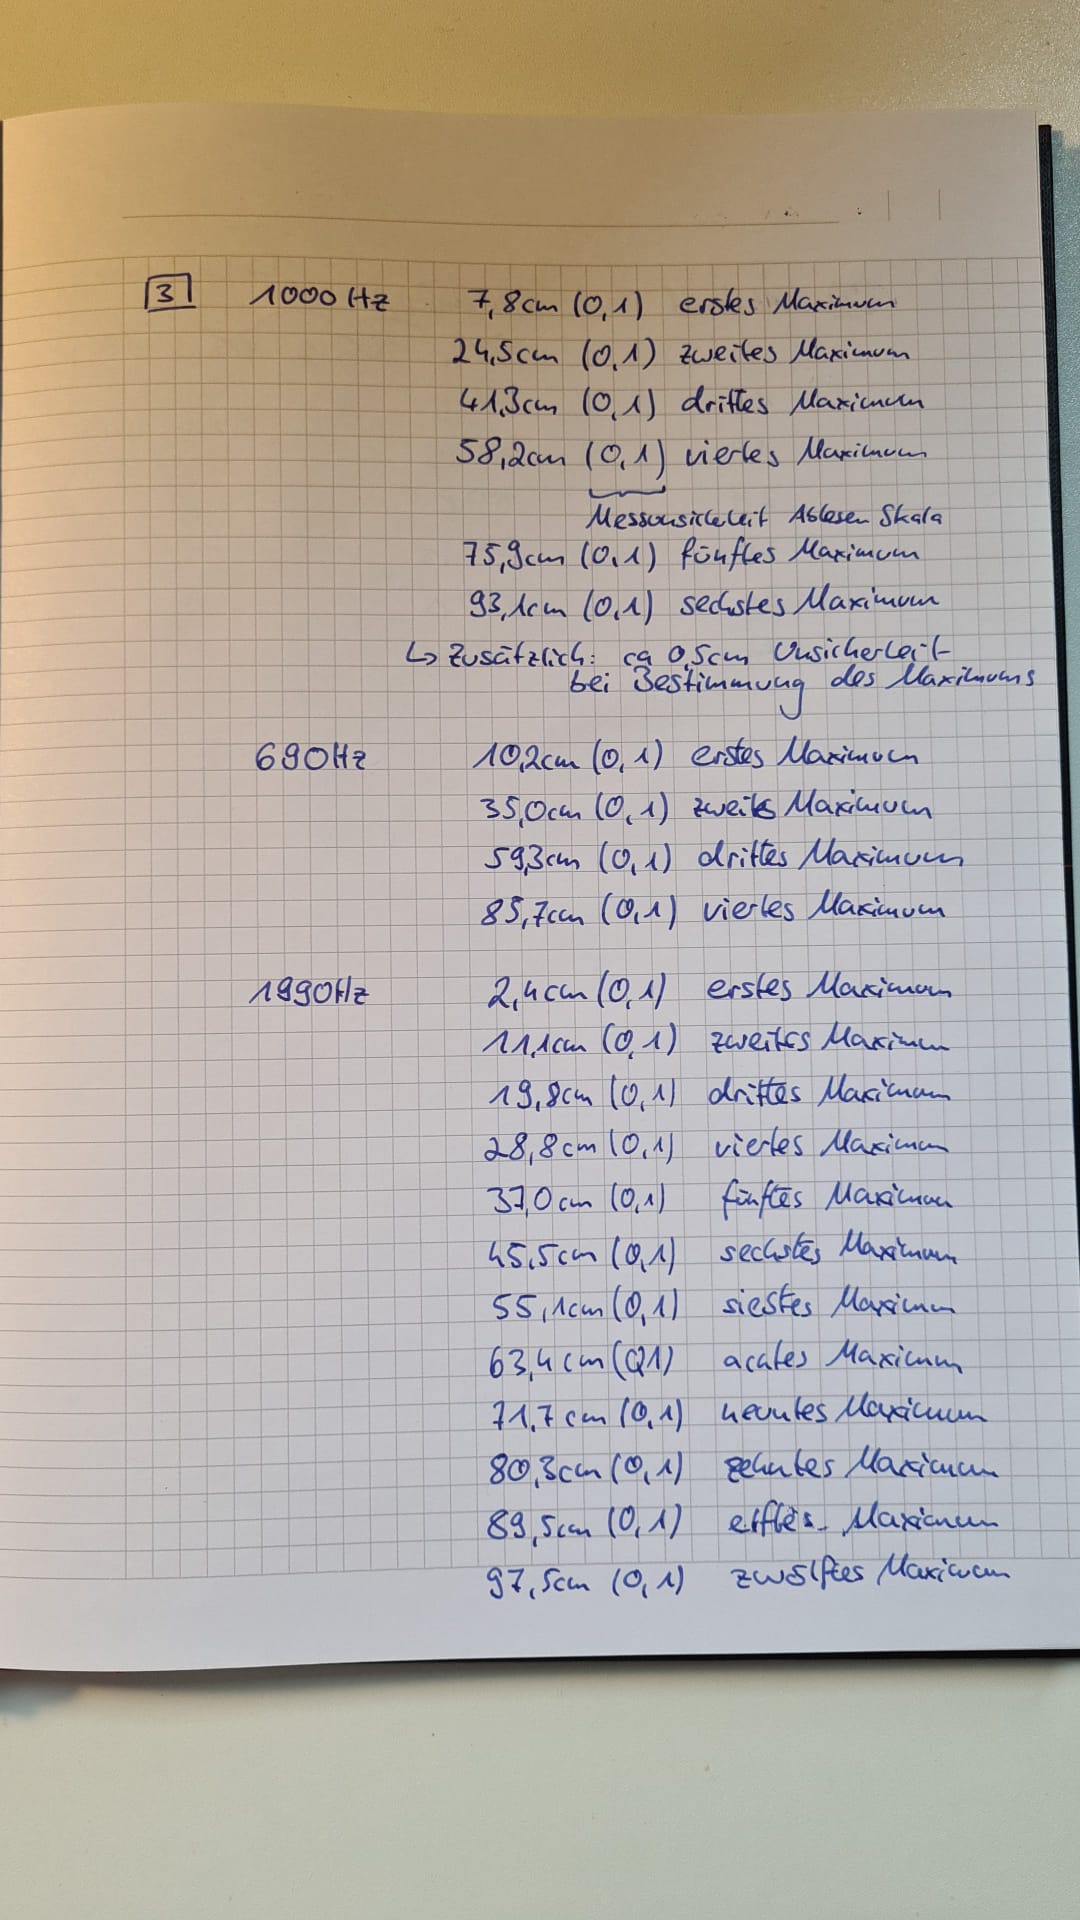 3 1000 Hz 7,8cm (0,1) erstes Maximum
24,5cm (0,1) zweites Maximum
41,3cm (0,1) drittes Maximum
58,2cm (0,1) viertes Maximum
Messunsicherheit Ablesen Skala
75,9cm (0,1) fünftes Maximum
93,1cm (0,1) sechstes Maximum
↳ Zusätzlich: ca 0,5cm Unsicherheit
bei Bestimmung des Maximums
690Hz 10,2cm (0,1) erstes Maximum
35,0cm (0,1) zweites Maximum
59,3cm (0,1) drittes Maximum
85,7cm (0,1) viertes Maximum
1990Hz 2,4cm (0,1) erstes Maximum
11,1cm (0,1) zweites Maximum
19,8cm (0,1) drittes Maximum
28,8cm (0,1) viertes Maximum
37,0cm (0,1) fünftes Maximum
45,5cm (0,1) sechstes Maximum
55,1cm (0,1) siebtes Maximum
63,4cm (0,1) achtes Maximum
71,7cm (0,1) neuntes Maximum
80,3cm (0,1) zehntes Maximum
89,5cm (0,1) elftes Maximum
97,5cm (0,1) zwölftes Maximum